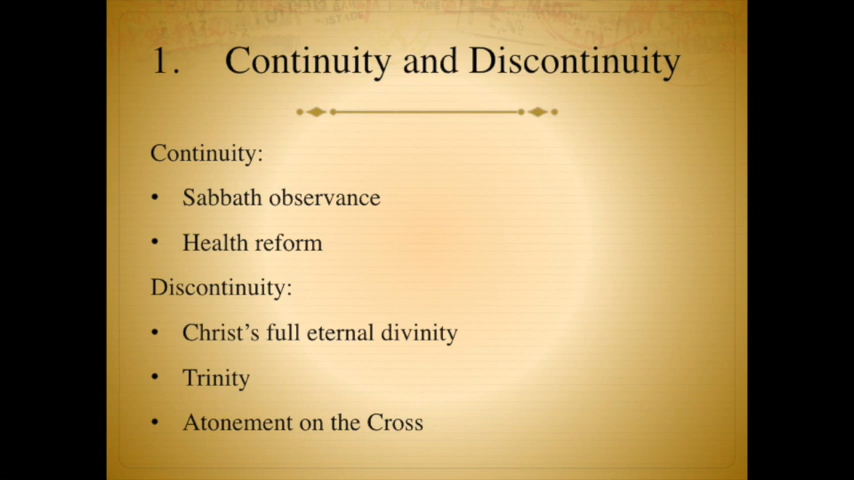 1. Continuity and Discontinuity
Continuity:
• Sabbath observance
• Health reform
Discontinuity:
• Christ’s full eternal divinity
• Trinity
• Atonement on the Cross